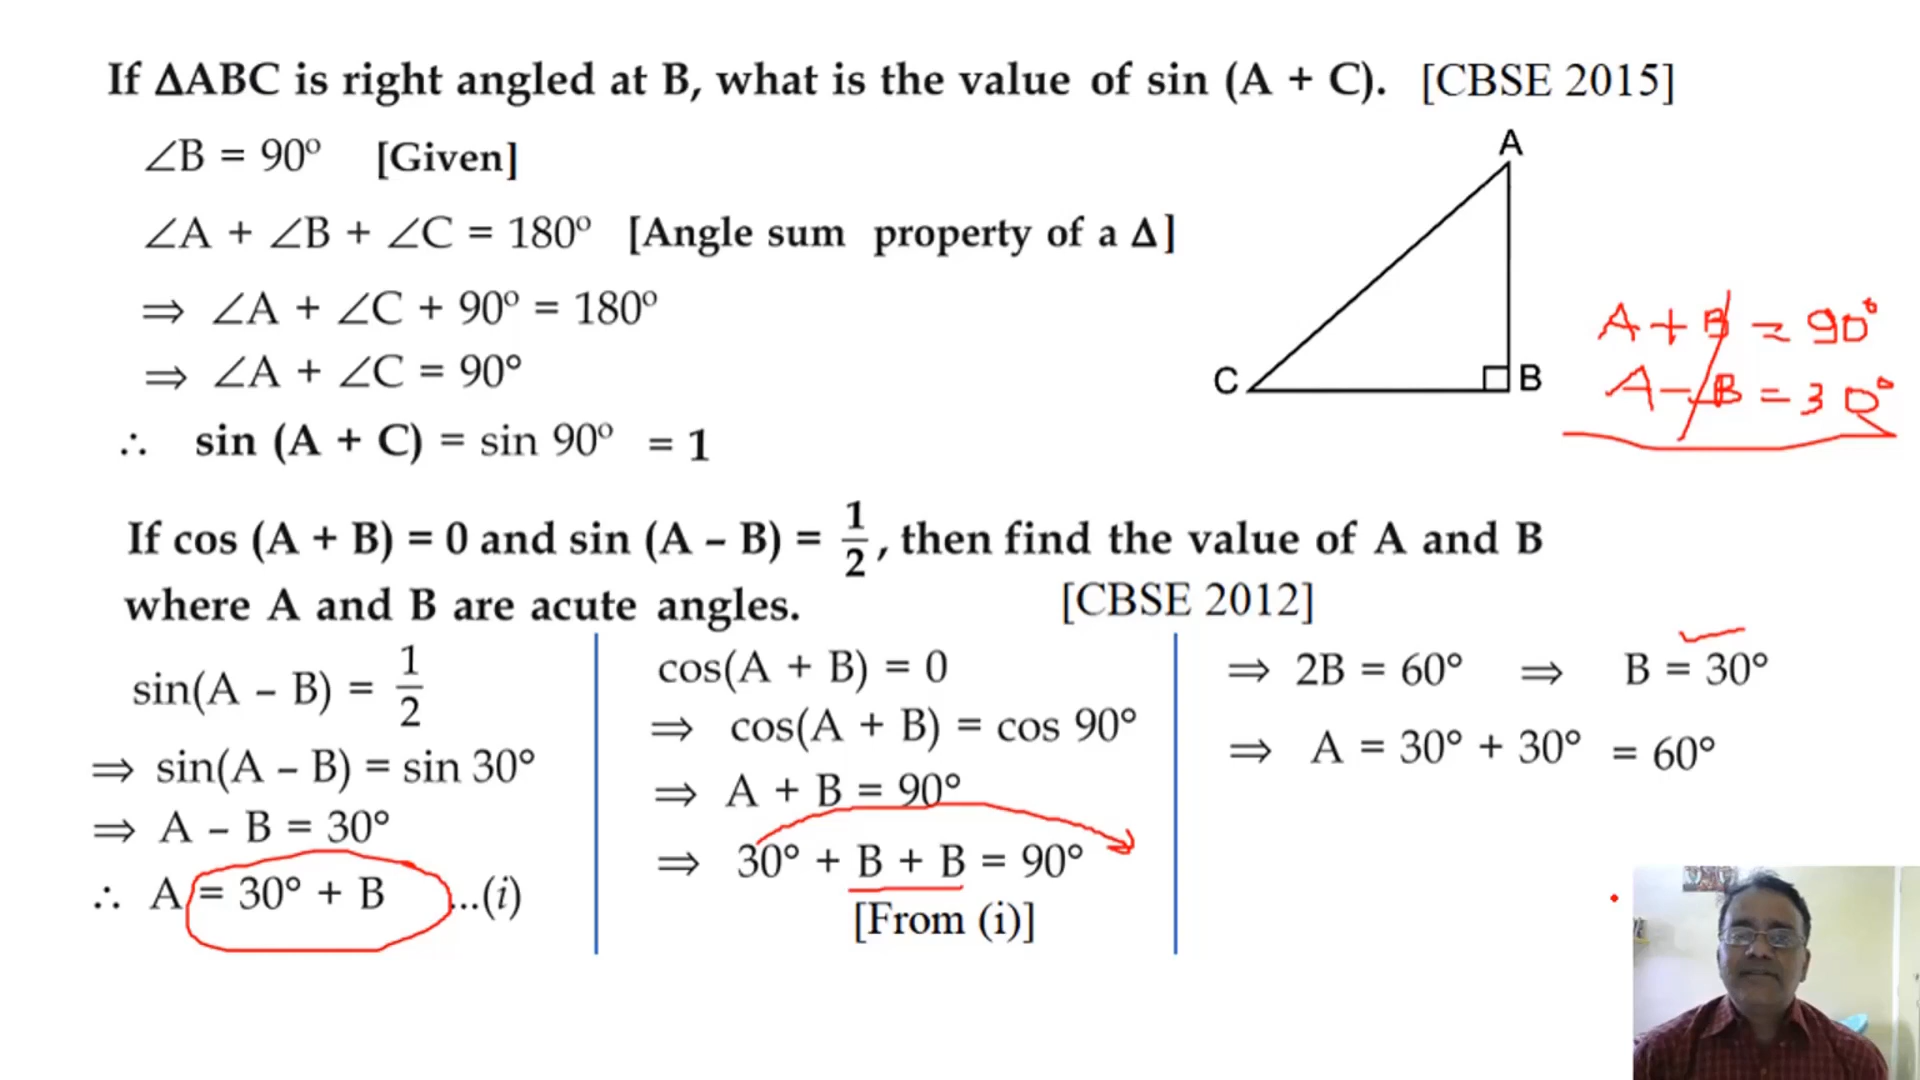 If ΔABC is right angled at B, what is the value of sin (A + C). [CBSE 2015]
∠B = 90° [Given]
∠A + ∠B + ∠C = 180° [Angle sum property of a Δ]
⇒ ∠A + ∠C + 90° = 180°
⇒ ∠A + ∠C = 90°
∴ sin (A + C) = sin 90° = 1
A
C
B
A + B = 90°
A – B = 30°
If cos (A + B) = 0 and sin (A – B) = 1/2, then find the value of A and B
where A and B are acute angles. [CBSE 2012]
sin(A – B) = 1/2
⇒ sin(A – B) = sin 30°
⇒ A – B = 30°
∴ A = 30° + B ...(i)
cos(A + B) = 0
⇒ cos(A + B) = cos 90°
⇒ A + B = 90°
⇒ 30° + B + B = 90°
[From (i)]
⇒ 2B = 60° ⇒ B = 30°
⇒ A = 30° + 30° = 60°